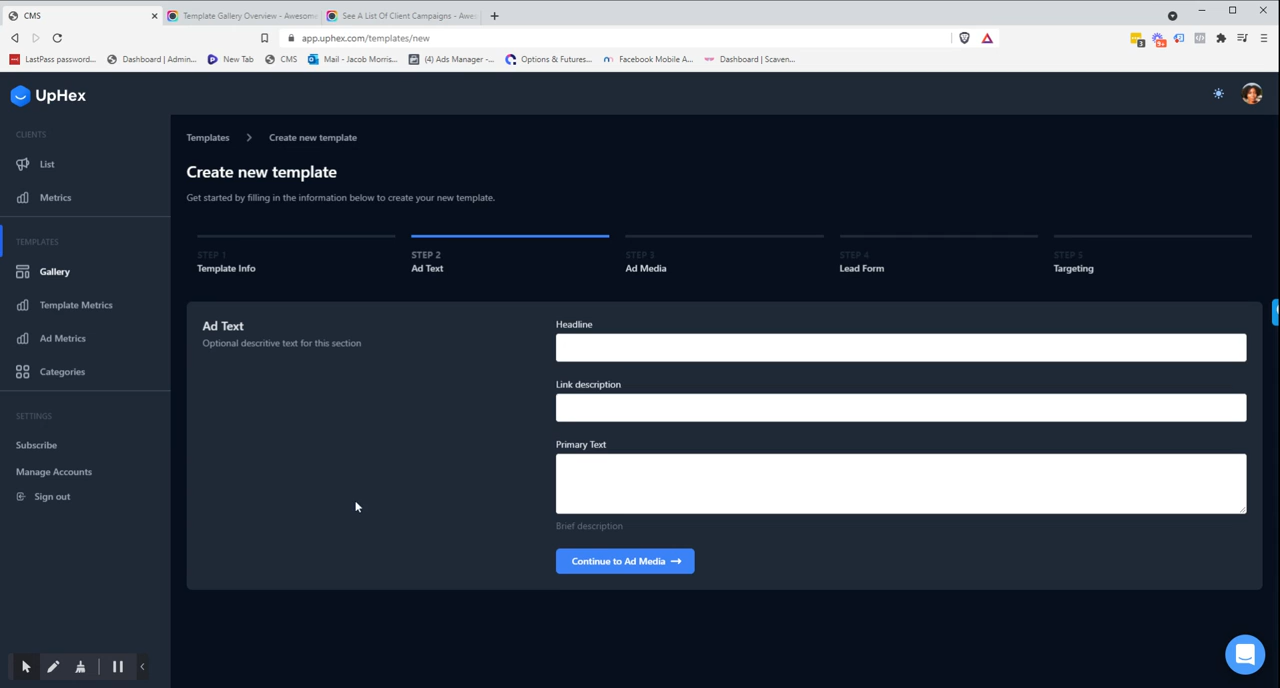 CMS
Template Gallery Overview - Awesom
See A List Of Client Campaigns - Awes
app.uphex.com/templates/new
3
9+
LastPass password...
Dashboard | Admin...
New Tab
CMS
Mail - Jacob Morris...
(4) Ads Manager -...
Options & Futures...
Facebook Mobile A...
Dashboard | Scaven...
UpHex
CLIENTS
List
Metrics
TEMPLATES
Gallery
Template Metrics
Ad Metrics
Categories
SETTINGS
Subscribe
Manage Accounts
Sign out
Templates > Create new template
Create new template
Get started by filling in the information below to create your new template.
STEP 1
Template Info
STEP 2
Ad Text
STEP 3
Ad Media
STEP 4
Lead Form
STEP 5
Targeting
Ad Text
Optional descritive text for this section
Headline
Link description
Primary Text
Brief description
Continue to Ad Media →